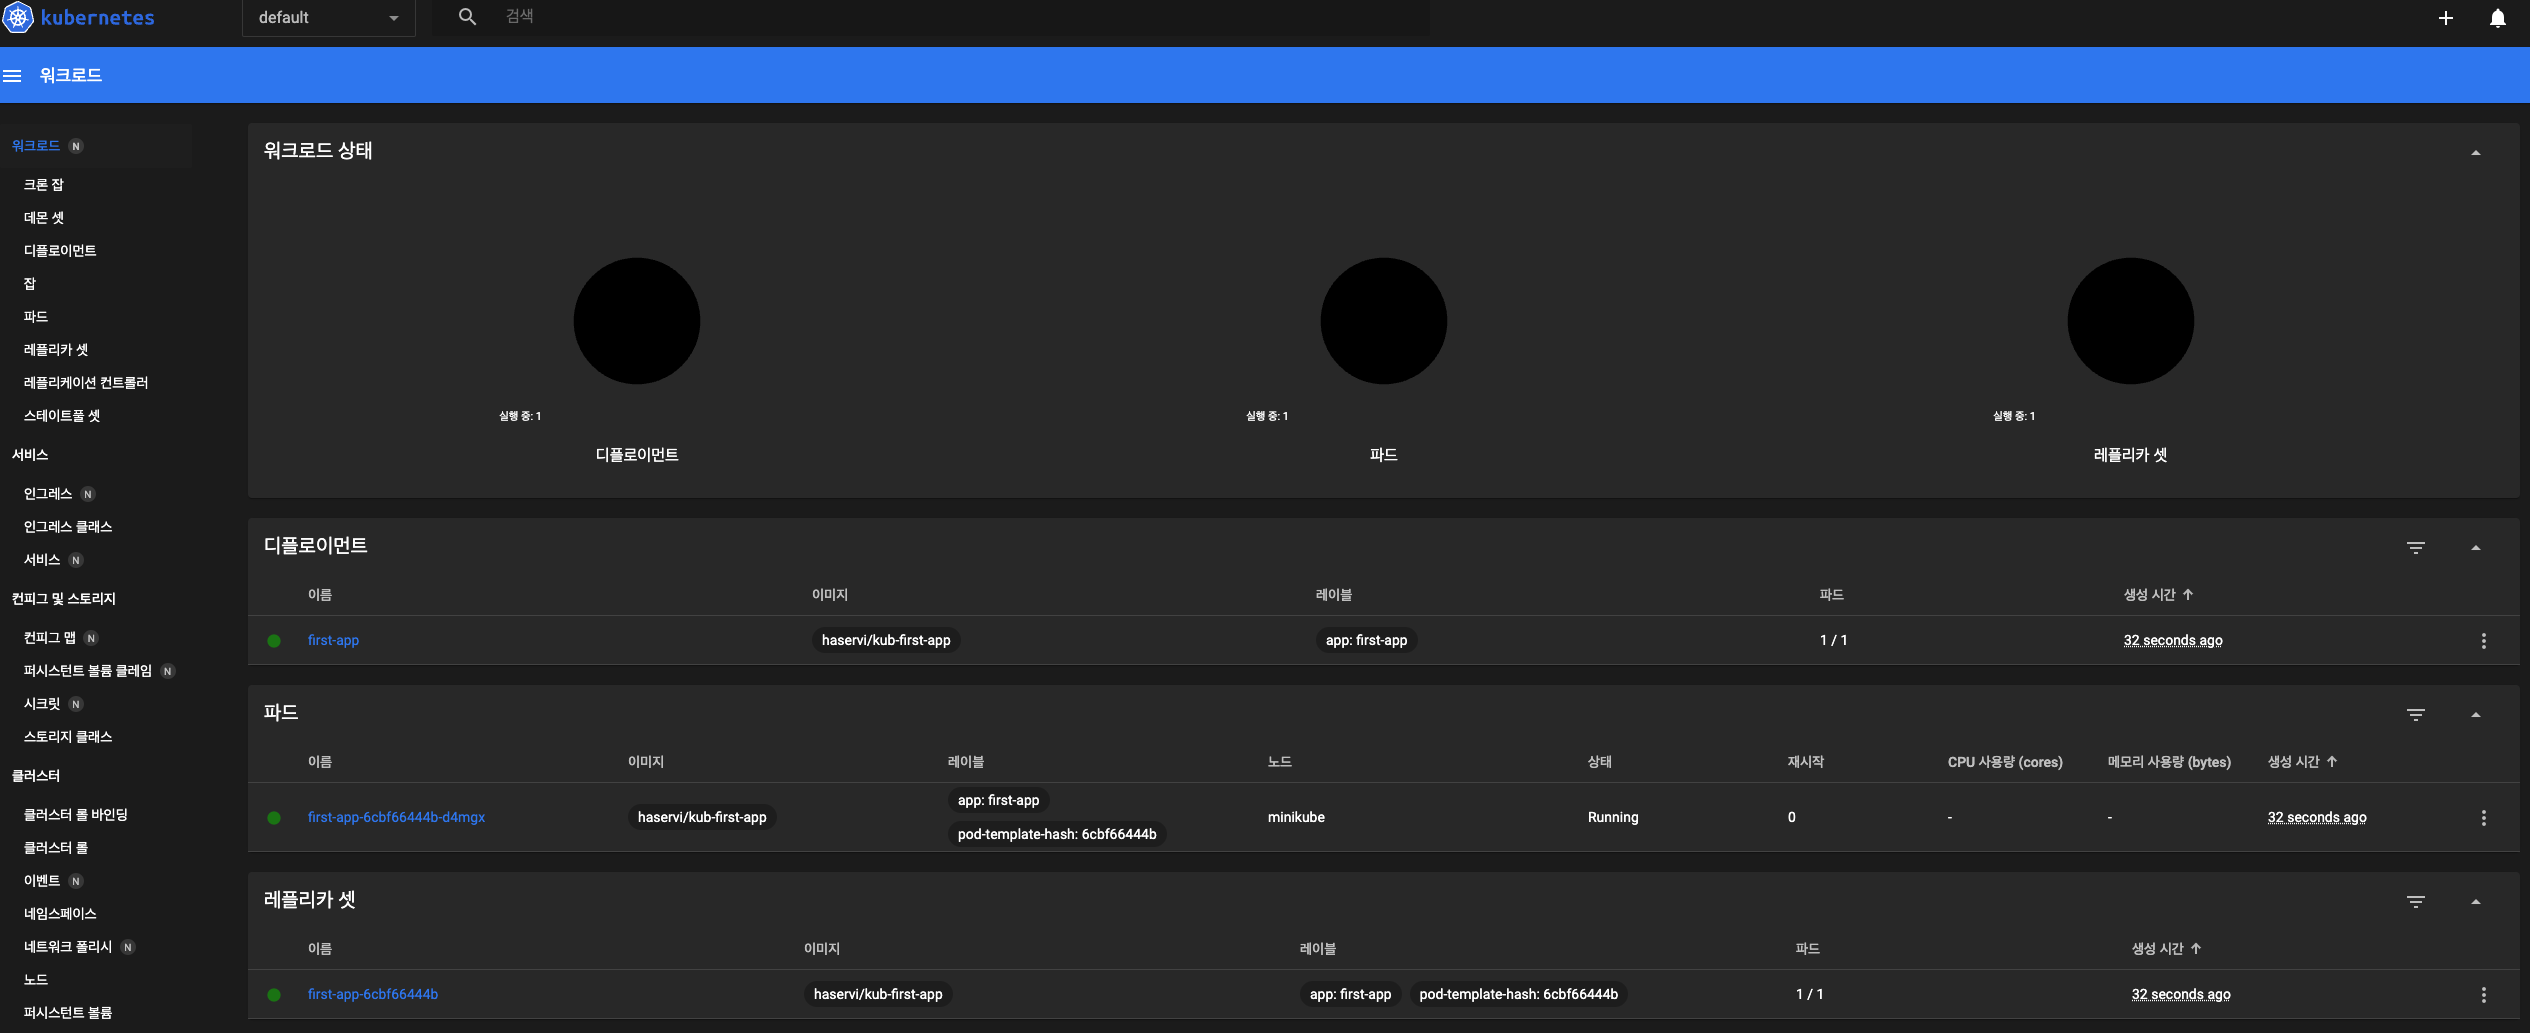 kubernetes
default
검색
워크로드
워크로드 N
크론 잡
데몬 셋
디플로이먼트
잡
파드
레플리카 셋
레플리케이션 컨트롤러
스테이트풀 셋
서비스
인그레스 N
인그레스 클래스
서비스 N
컨피그 및 스토리지
컨피그 맵 N
퍼시스턴트 볼륨 클레임 N
시크릿 N
스토리지 클래스
클러스터
클러스터 롤 바인딩
클러스터 롤
이벤트 N
네임스페이스
네트워크 폴리시 N
노드
퍼시스턴트 볼륨
워크로드 상태
실행 중: 1
디플로이먼트
실행 중: 1
파드
실행 중: 1
레플리카 셋
디플로이먼트
이름 이미지 레이블 파드 생성 시간
first-app haservi/kub-first-app app: first-app 1 / 1 32 seconds ago
파드
이름 이미지 레이블 노드 상태 재시작 CPU 사용량 (cores) 메모리 사용량 (bytes) 생성 시간
first-app-6cbf66444b-d4mgx haservi/kub-first-app app: first-app minikube Running 0 - - 32 seconds ago
pod-template-hash: 6cbf66444b
레플리카 셋
이름 이미지 레이블 파드 생성 시간
first-app-6cbf66444b haservi/kub-first-app app: first-app pod-template-hash: 6cbf66444b 1 / 1 32 seconds ago